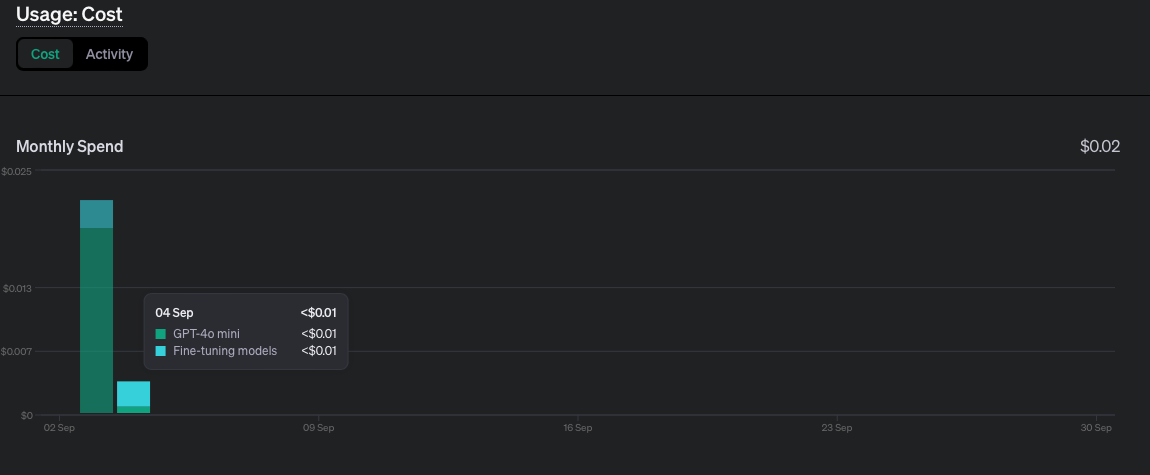 Usage: Cost
Cost Activity
Monthly Spend $0.02
$0.025
$0.013
04 Sep <$0.01
GPT-4o mini <$0.01
Fine-tuning models <$0.01
$0.007
$0
02 Sep 09 Sep 16 Sep 23 Sep 30 Sep